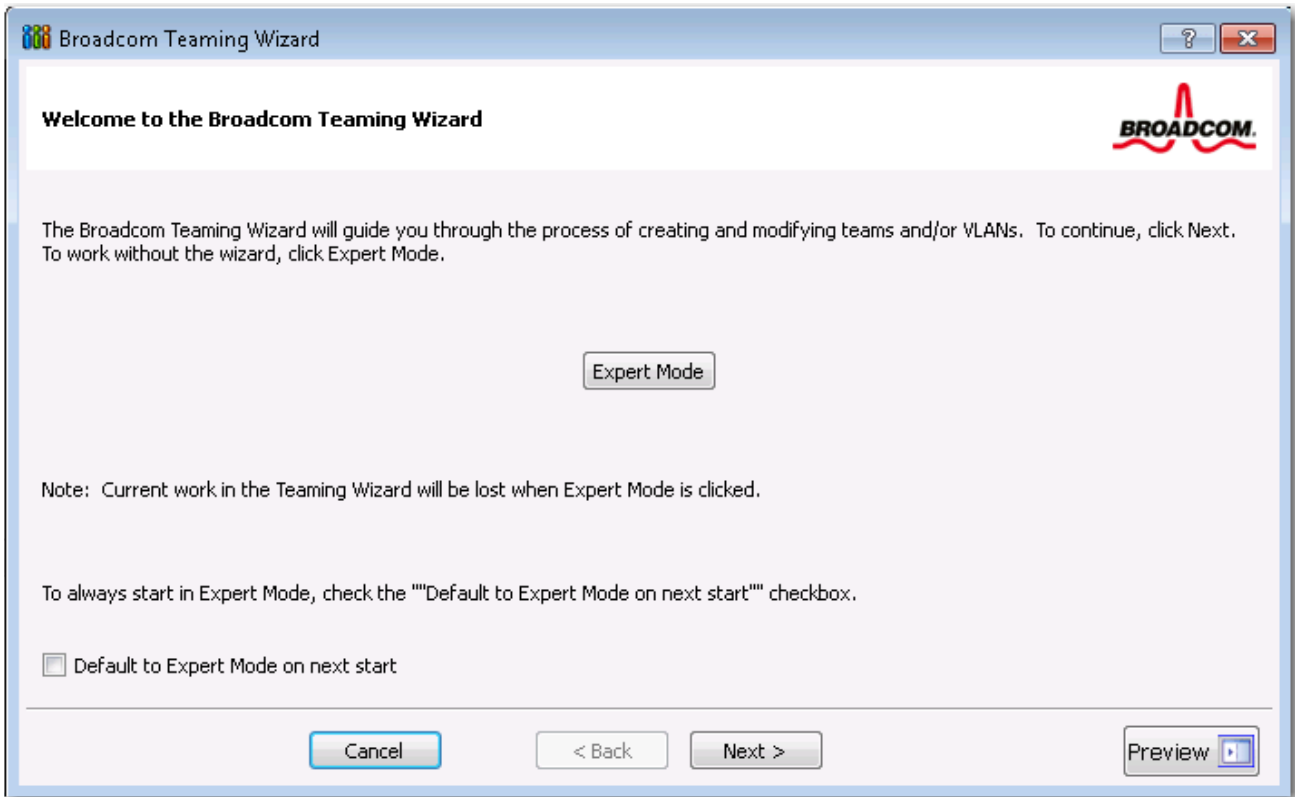 Broadcom Teaming Wizard
?
Welcome to the Broadcom Teaming Wizard
BROADCOM.
The Broadcom Teaming Wizard will guide you through the process of creating and modifying teams and/or VLANs.  To continue, click Next.
To work without the wizard, click Expert Mode.
Expert Mode
Note:  Current work in the Teaming Wizard will be lost when Expert Mode is clicked.
To always start in Expert Mode, check the ""Default to Expert Mode on next start"" checkbox.
Default to Expert Mode on next start
Cancel
< Back
Next >
Preview